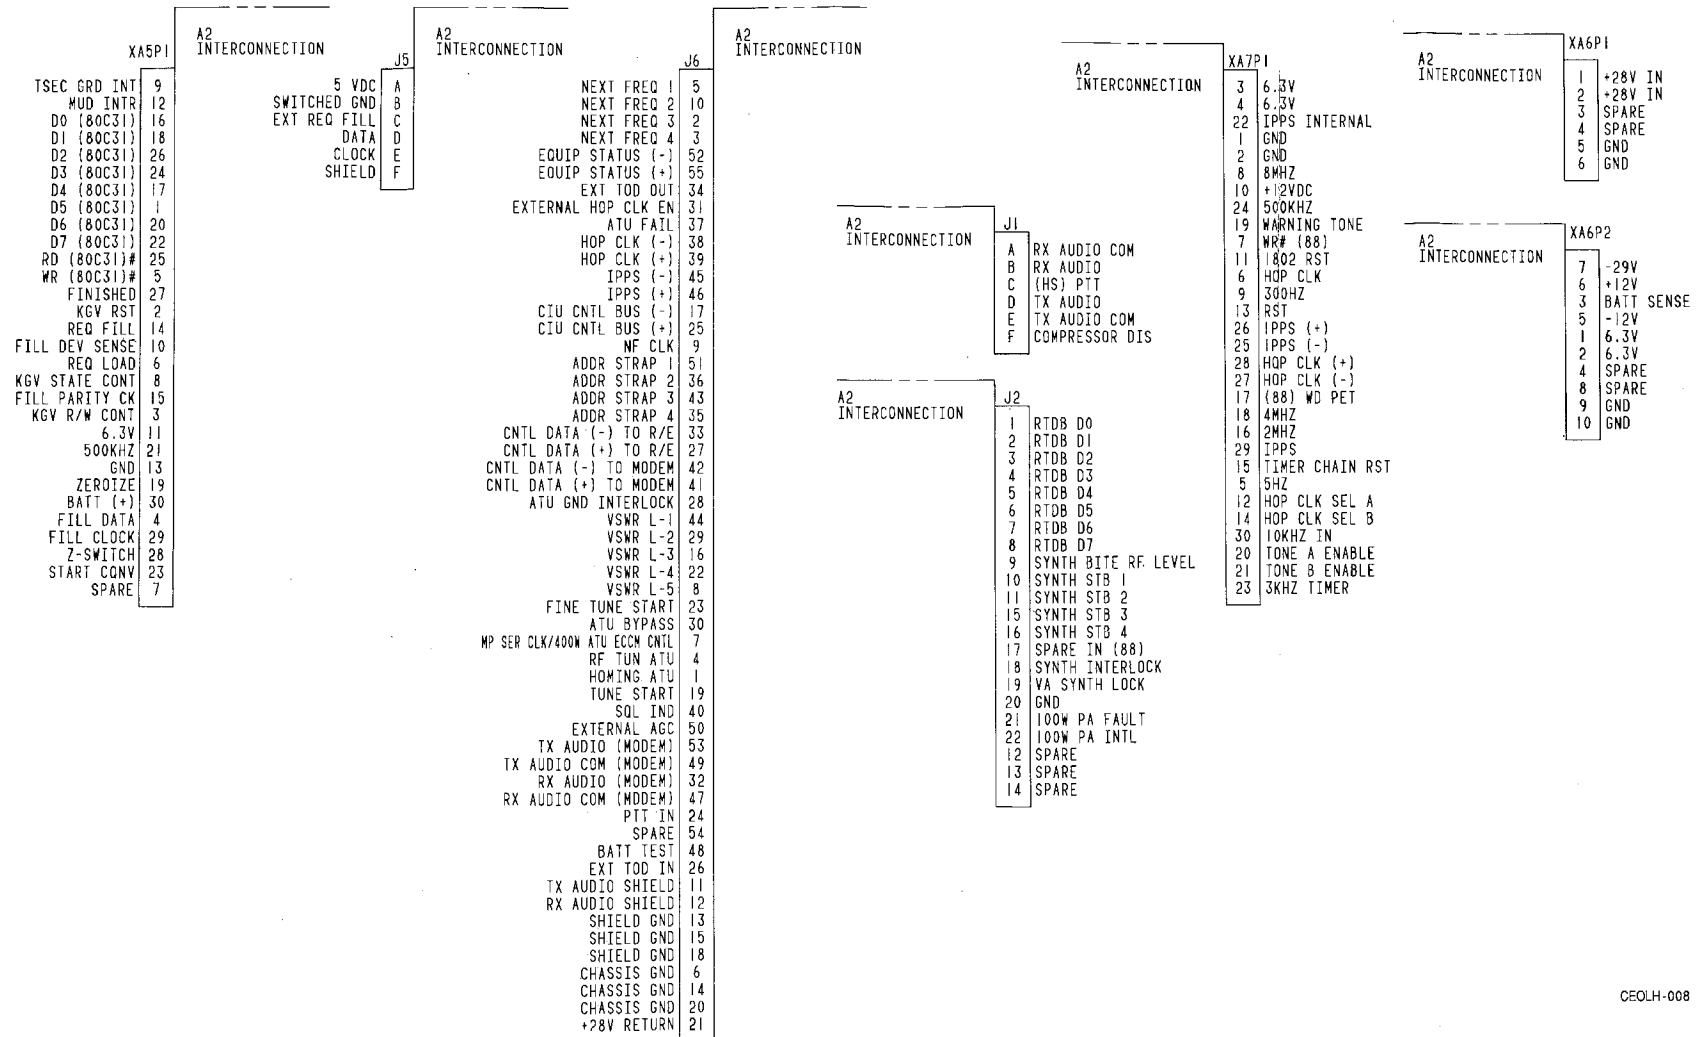 A2
INTERCONNECTION
XA5P1
TSEC GRD INT 9
MUD INTR 12
D0 (80C31) 16
D1 (80C31) 18
D2 (80C31) 26
D3 (80C31) 24
D4 (80C31) 17
D5 (80C31) 1
D6 (80C31) 20
D7 (80C31) 22
RD (80C31)# 25
WR (80C31)# 5
FINISHED 27
KGV RST 2
REQ FILL 14
FILL DEV SENSE 10
REQ LOAD 6
KGV STATE CONT 8
FILL PARITY CK 15
KGV R/W CONT 3
6.3V 11
500KHZ 21
GND 13
ZEROIZE 19
BATT (+) 30
FILL DATA 4
FILL CLOCK 29
Z-SWITCH 28
START CONV 23
SPARE 7
A2
INTERCONNECTION
J5
5 VDC A
SWITCHED GND B
EXT REQ FILL C
DATA D
CLOCK E
SHIELD F
A2
INTERCONNECTION
J6
NEXT FREQ 1 5
NEXT FREQ 2 10
NEXT FREQ 3 2
NEXT FREQ 4 3
EQUIP STATUS (-) 52
EQUIP STATUS (+) 55
EXT TOD OUT 34
EXTERNAL HOP CLK EN 31
ATU FAIL 37
HOP CLK (-) 38
HOP CLK (+) 39
1PPS (-) 45
1PPS (+) 46
CIU CNTL BUS (-) 17
CIU CNTL BUS (+) 25
NF CLK 9
ADDR STRAP 1 51
ADDR STRAP 2 36
ADDR STRAP 3 43
ADDR STRAP 4 35
CNTL DATA (-) TO R/E 33
CNTL DATA (+) TO R/E 27
CNTL DATA (-) TO MODEM 42
CNTL DATA (+) TO MODEM 41
ATU GND INTERLOCK 28
VSWR L-1 44
VSWR L-2 29
VSWR L-3 16
VSWR L-4 22
VSWR L-5 8
FINE TUNE START 23
ATU BYPASS 30
MP SER CLK/400W ATU ECCM CNTL 7
RF TUN ATU 4
HOMING ATU 1
TUNE START 19
SQL IND 40
EXTERNAL AGC 50
TX AUDIO (MODEM) 53
TX AUDIO COM (MODEM) 49
RX AUDIO (MODEM) 32
RX AUDIO COM (MODEM) 47
PTT IN 24
SPARE 54
BATT TEST 48
EXT TOD IN 26
TX AUDIO SHIELD 11
RX AUDIO SHIELD 12
SHIELD GND 13
SHIELD GND 15
SHIELD GND 18
CHASSIS GND 6
CHASSIS GND 14
CHASSIS GND 20
+28V RETURN 21
A2
INTERCONNECTION
J1
A RX AUDIO COM
B RX AUDIO
C (HS) PTT
D TX AUDIO
E TX AUDIO COM
F COMPRESSOR DIS
A2
INTERCONNECTION
J2
1 RTDB D0
2 RTDB D1
3 RTDB D2
4 RTDB D3
5 RTDB D4
6 RTDB D5
7 RTDB D6
8 RTDB D7
9 SYNTH BITE RF LEVEL
10 SYNTH STB 1
11 SYNTH STB 2
15 SYNTH STB 3
16 SYNTH STB 4
17 SPARE IN (88)
18 SYNTH INTERLOCK
19 VA SYNTH LOCK
20 GND
21 100W PA FAULT
22 100W PA INTL
12 SPARE
13 SPARE
14 SPARE
A2
INTERCONNECTION
XA7P1
3 6.3V
4 6.3V
22 1PPS INTERNAL
1 GND
2 GND
8 8MHZ
10 +12VDC
24 500KHZ
19 WARNING TONE
7 WR# (88)
11 1802 RST
6 HOP CLK
9 300HZ
13 RST
26 1PPS (+)
25 1PPS (-)
28 HOP CLK (+)
27 HOP CLK (-)
17 (88) WD PET
18 4MHZ
16 2MHZ
29 1PPS
15 TIMER CHAIN RST
5 5HZ
12 HOP CLK SEL A
14 HOP CLK SEL B
30 10KHZ IN
20 TONE A ENABLE
21 TONE B ENABLE
23 3KHZ TIMER
A2
INTERCONNECTION
XA6P1
1 +28V IN
2 +28V IN
3 SPARE
4 SPARE
5 GND
6 GND
A2
INTERCONNECTION
XA6P2
7 -29V
6 +12V
3 BATT SENSE
5 -12V
1 6.3V
2 6.3V
4 SPARE
8 SPARE
9 GND
10 GND
CEOLH-008